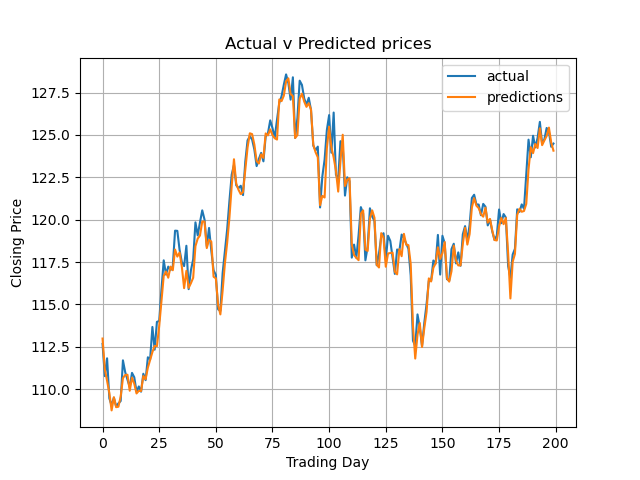 Actual v Predicted prices
actual
predictions
Closing Price
127.5
125.0
122.5
120.0
117.5
115.0
112.5
110.0
0 25 50 75 100 125 150 175 200
Trading Day